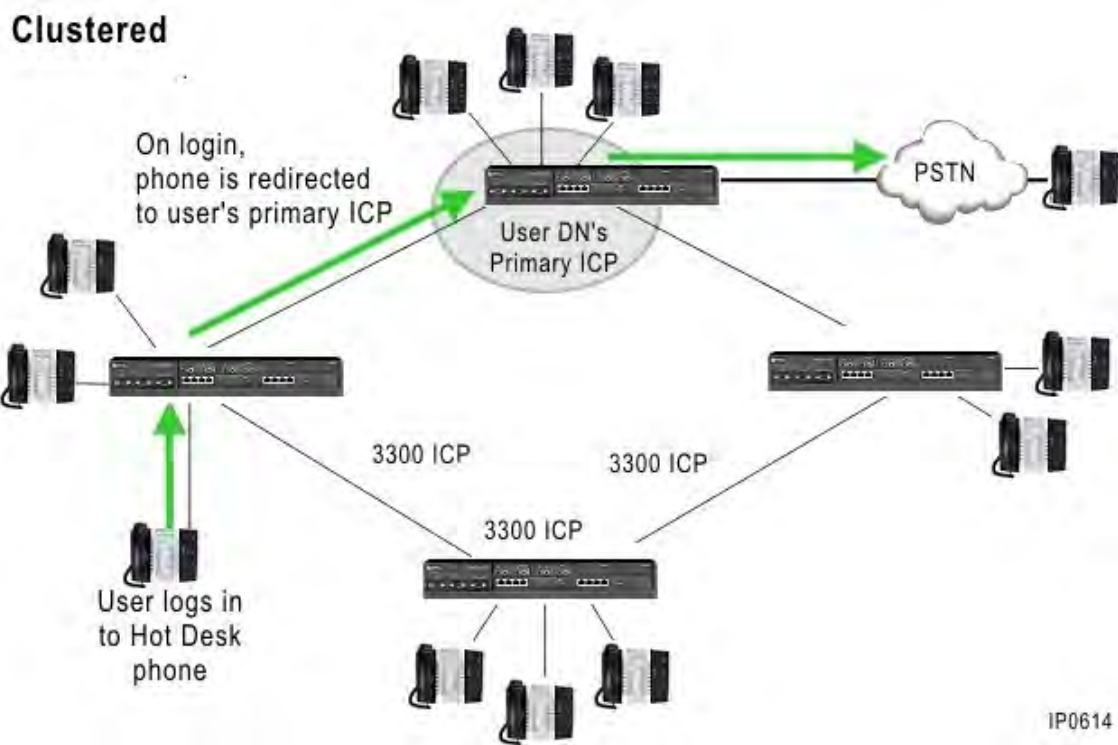 Clustered
On login,
phone is redirected
to user's primary ICP
PSTN
User DN's
Primary ICP
3300 ICP
3300 ICP
3300 ICP
User logs in
to Hot Desk
phone
IP0614